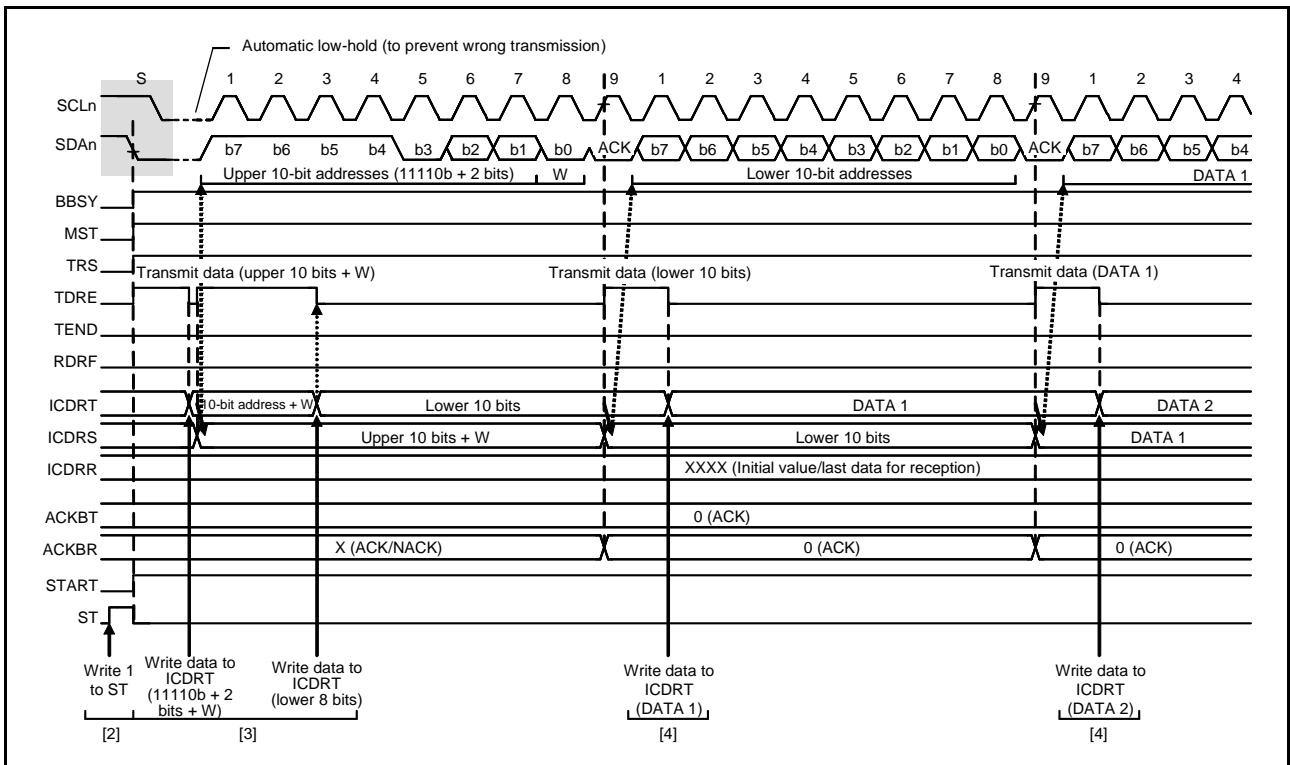 Automatic low-hold (to prevent wrong transmission)
S 1 2 3 4 5 6 7 8 9 1 2 3 4 5 6 7 8 9 1 2 3 4
SCLn
SDAn b7 b6 b5 b4 b3 b2 b1 b0 ACK b7 b6 b5 b4 b3 b2 b1 b0 ACK b7 b6 b5 b4
Upper 10-bit addresses (11110b + 2 bits) W Lower 10-bit addresses DATA 1
BBSY
MST
TRS
Transmit data (upper 10 bits + W) Transmit data (lower 10 bits) Transmit data (DATA 1)
TDRE
TEND
RDRF
ICDRT 10-bit address + W Lower 10 bits DATA 1 DATA 2
ICDRS Upper 10 bits + W Lower 10 bits DATA 1
ICDRR XXXX (Initial value/last data for reception)
ACKBT 0 (ACK)
ACKBR X (ACK/NACK) 0 (ACK) 0 (ACK)
START
ST
Write 1
to ST
Write data to
ICDRT
(11110b + 2
bits + W)
Write data to
ICDRT
(lower 8 bits)
Write data to
ICDRT
(DATA 1)
Write data to
ICDRT
(DATA 2)
[2] [3] [4] [4]